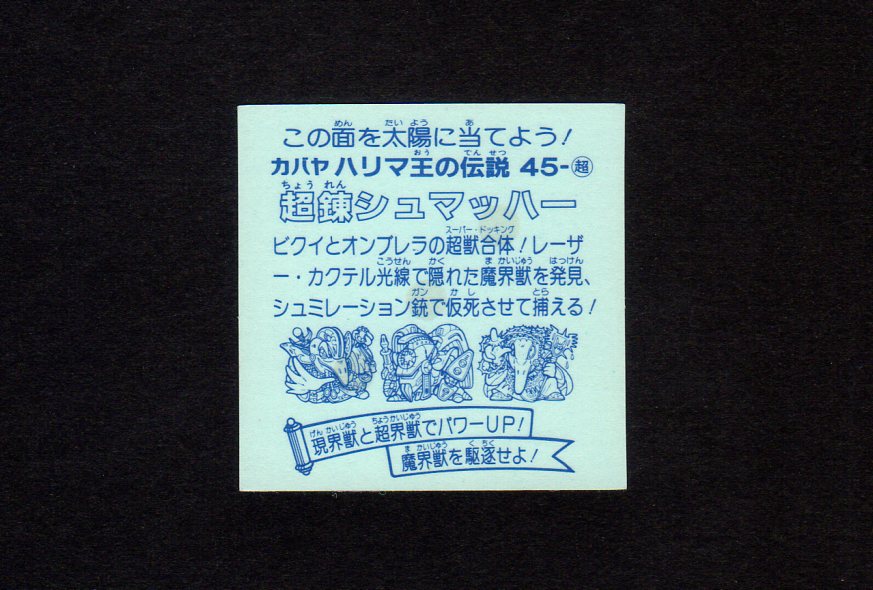 この面を太陽に当てよう!
カバヤ ハリマ王の伝説 45-超
超錬シュマッハー
ビクイとオンブレラの超獣合体!レーザ
ー・カクテル光線で隠れた魔界獣を発見、
シュミレーション銃で仮死させて捕える!
現界獣と超界獣でパワーUP!
魔界獣を駆逐せよ!